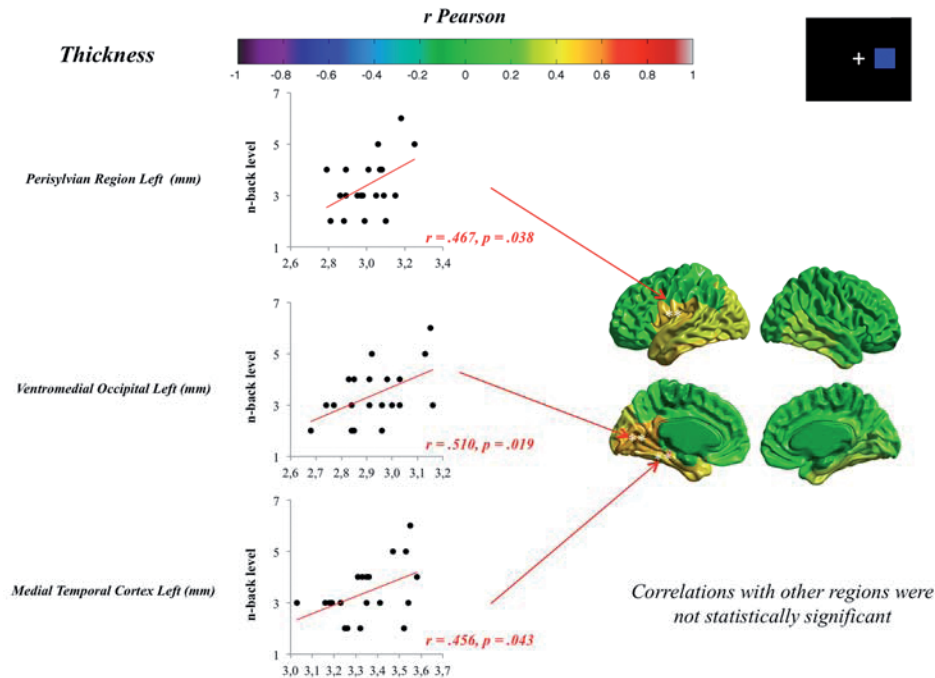 r Pearson
Thickness
-1 -0.8 -0.6 -0.4 -0.2 0 0.2 0.4 0.6 0.8 1
Perisylvian Region Left (mm)
n-back level
7
5
3
1
2,6 2,8 3,0 3,2 3,4
r = .467, p = .038
Ventromedial Occipital Left (mm)
n-back level
7
5
3
1
2,6 2,7 2,8 2,9 3,0 3,1 3,2
r = .510, p = .019
Medial Temporal Cortex Left (mm)
n-back level
7
5
3
1
3,0 3,1 3,2 3,3 3,4 3,5 3,6 3,7
r = .456, p = .043
Correlations with other regions were
not statistically significant